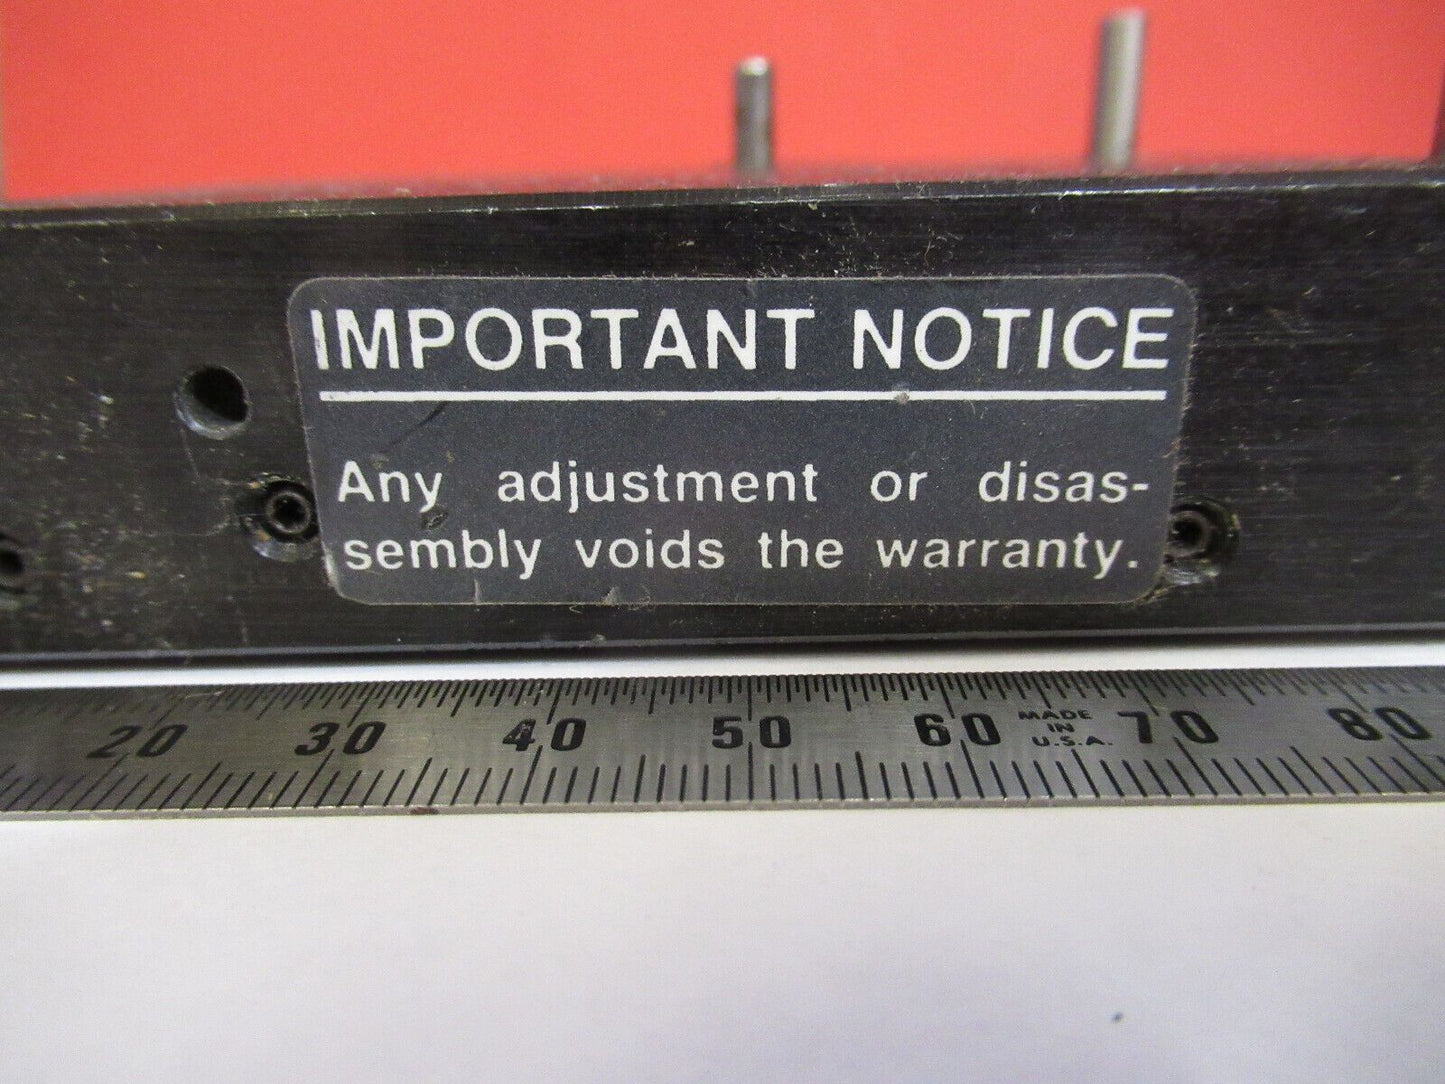 IMPORTANT NOTICE
Any adjustment or disas-
sembly voids the warranty.
20 30 40 50 60 MADE IN U.S.A. 70 80